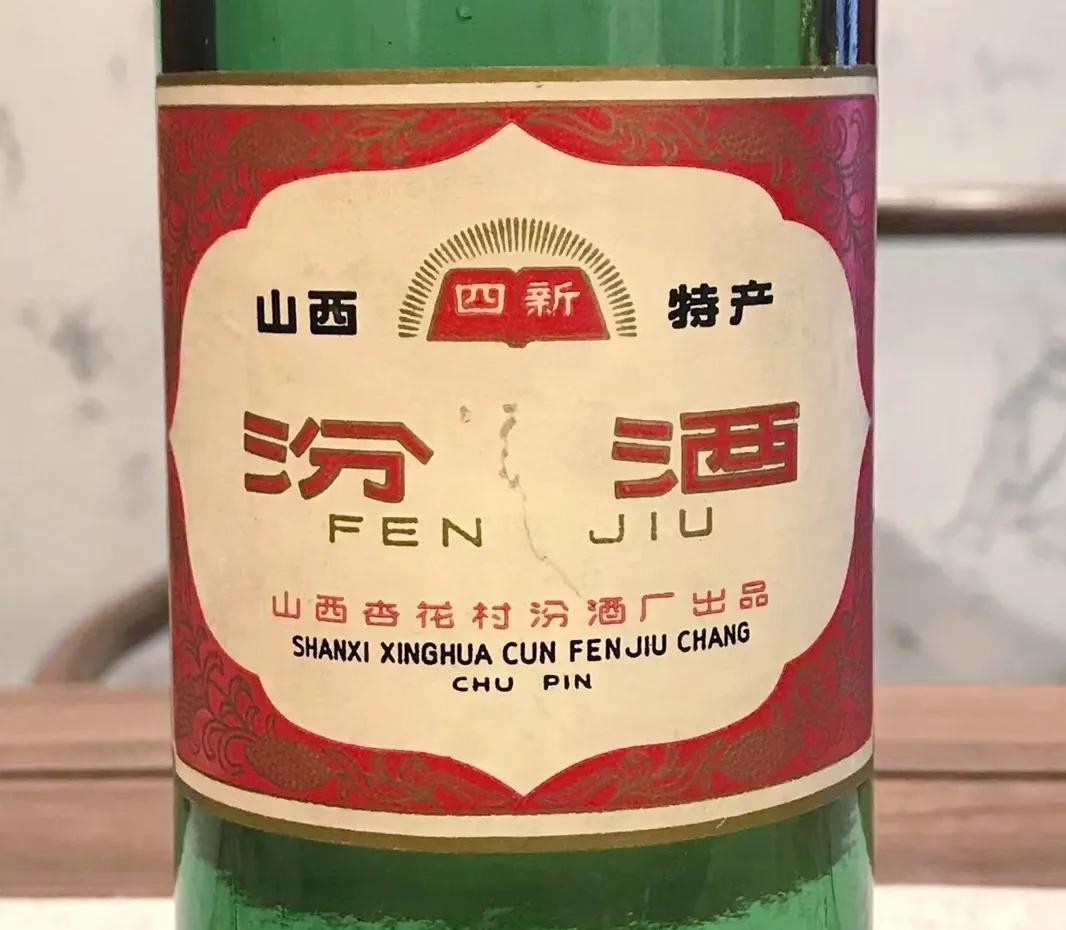 山西 四新 特产
汾酒
FEN JIU
山西杏花村汾酒厂出品
SHANXI XINGHUA CUN FENJIU CHANG
CHU PIN